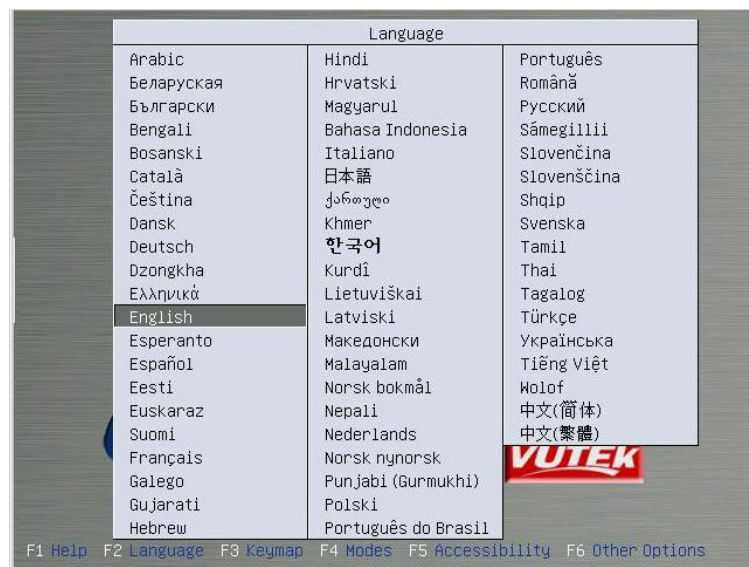 Language
Arabic
Беларуская
Български
Bengali
Bosanski
Català
Čeština
Dansk
Deutsch
Dzongkha
Ελληνικά
English
Esperanto
Español
Eesti
Euskaraz
Suomi
Français
Galego
Gujarati
Hebrew
Hindi
Hrvatski
Magyarul
Bahasa Indonesia
Italiano
日本語
ქართული
Khmer
한국어
Kurdî
Lietuviškai
Latviski
Македонски
Malayalam
Norsk bokmål
Nepali
Nederlands
Norsk nynorsk
Punjabi (Gurmukhi)
Polski
Português do Brasil
Português
Română
Русский
Sámegillii
Slovenčina
Slovenščina
Shqip
Svenska
Tamil
Thai
Tagalog
Türkçe
Українська
Tiếng Việt
Wolof
中文(简体)
中文(繁體)
VUTEK
F1 Help F2 Language F3 Keymap F4 Modes F5 Accessibility F6 Other Options